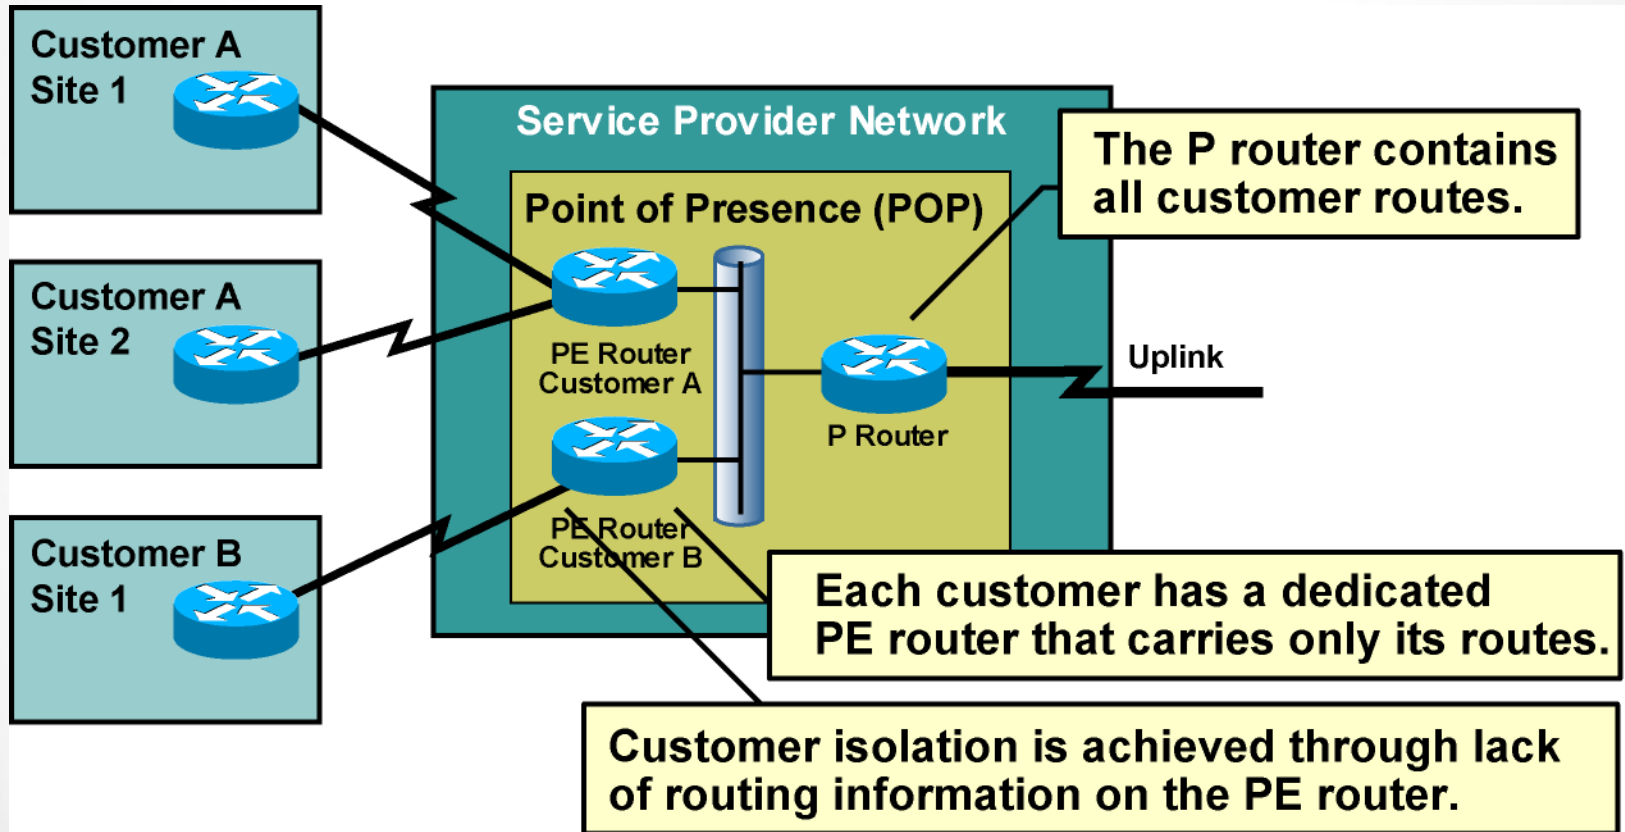 Customer A
Site 1
Service Provider Network
The P router contains
all customer routes.
Point of Presence (POP)
Customer A
Site 2
PE Router
Customer A
Uplink
P Router
Customer B
Site 1
PE Router
Customer B
Each customer has a dedicated
PE router that carries only its routes.
Customer isolation is achieved through lack
of routing information on the PE router.